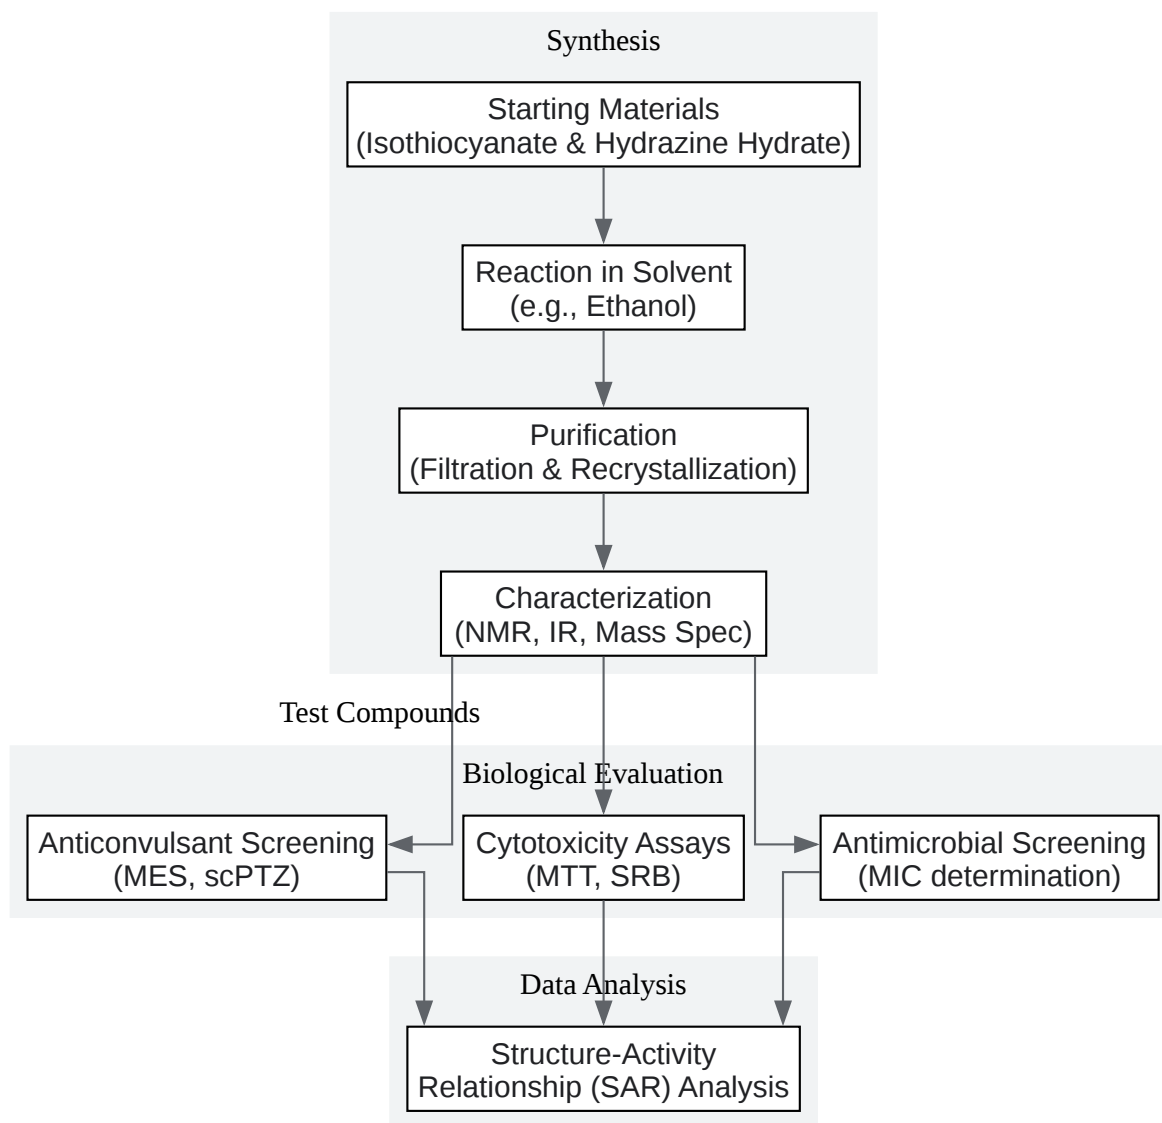 Synthesis
Starting Materials
(Isothiocyanate & Hydrazine Hydrate)
Reaction in Solvent
(e.g., Ethanol)
Purification
(Filtration & Recrystallization)
Characterization
(NMR, IR, Mass Spec)
Test Compounds
Biological Evaluation
Anticonvulsant Screening
(MES, scPTZ)
Cytotoxicity Assays
(MTT, SRB)
Antimicrobial Screening
(MIC determination)
Data Analysis
Structure-Activity
Relationship (SAR) Analysis